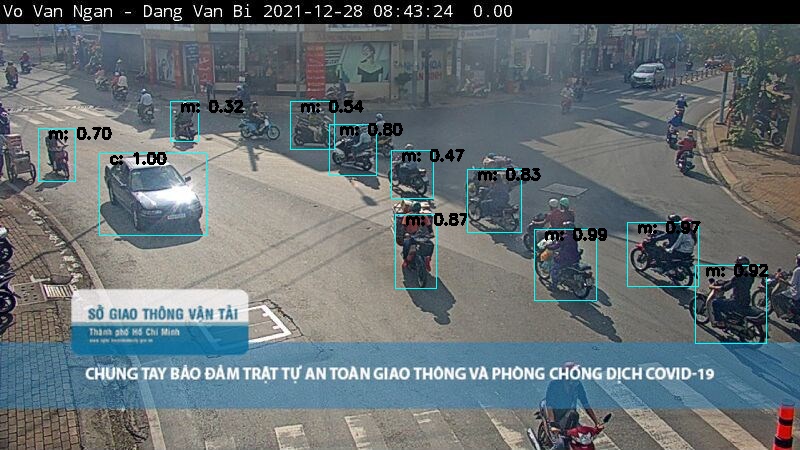 Vo Van Ngan - Dang Van Bi 2021-12-28 08:43:24 0.00
m: 0.32
m: 0.54
m: 0.70
m: 0.80
c: 1.00
m: 0.47
m: 0.83
m: 0.87
m: 0.99
m: 0.97
m: 0.92
SỞ GIAO THÔNG VẬN TẢI
Thành phố Hồ Chí Minh
CHUNG TAY BẢO ĐẢM TRẬT TỰ AN TOÀN GIAO THÔNG VÀ PHÒNG CHỐNG DỊCH COVID-19